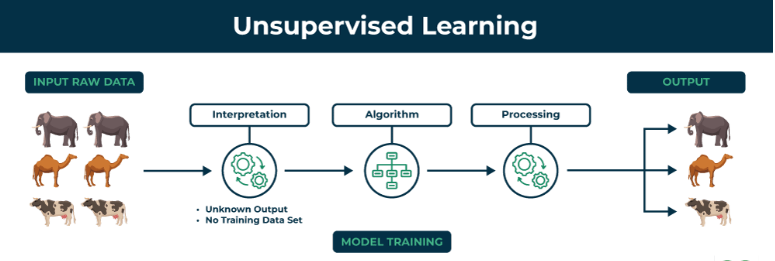 Unsupervised Learning
INPUT RAW DATA
OUTPUT
Interpretation
Algorithm
Processing
• Unknown Output
• No Training Data Set
MODEL TRAINING